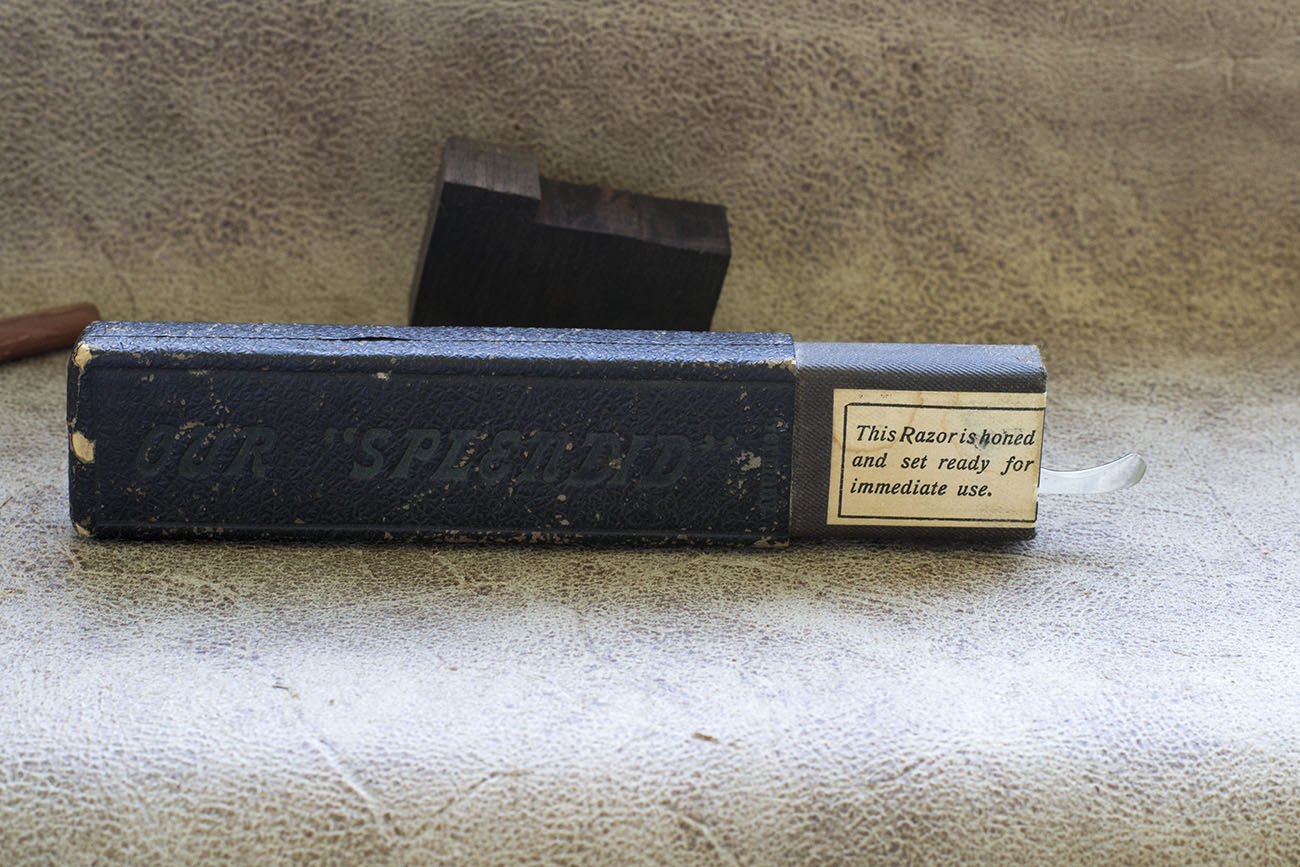 OUR "SPLENDID"
This Razor is honed
and set ready for
immediate use.